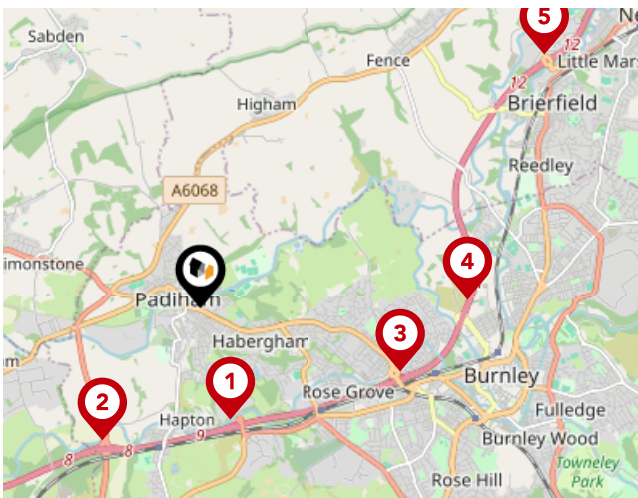 5
Sabden
Ne
12
Fence
Little Mars
12
Brierfield
Higham
Reedley
A6068
imonstone
4
Padiham
3
Habergham
m
1
Rose Grove
Burnley
2
Hapton
Fulledge
9
Burnley Wood
8
8
Towneley
Park
Rose Hill